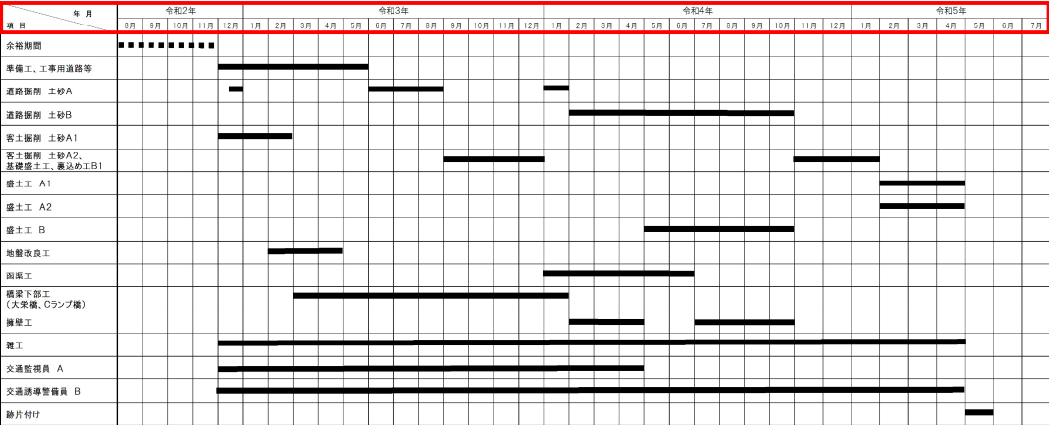 年 月
項 目
令和2年 令和3年 令和4年 令和5年
8月 9月 10月 11月 12月 1月 2月 3月 4月 5月 6月 7月 8月 9月 10月 11月 12月 1月 2月 3月 4月 5月 6月 7月 8月 9月 10月 11月 12月 1月 2月 3月 4月 5月 6月 7月
余裕期間
準備工、工事用道路等
道路掘削 土砂A
道路掘削 土砂B
客土掘削 土砂A1
客土掘削 土砂A2、
基礎盛土工、裏込め工B1
盛土工 A1
盛土工 A2
盛土工 B
地盤改良工
函渠工
橋梁下部工
（大栄橋、Cランプ橋）
擁壁工
雑工
交通監視員 A
交通誘導警備員 B
跡片付け